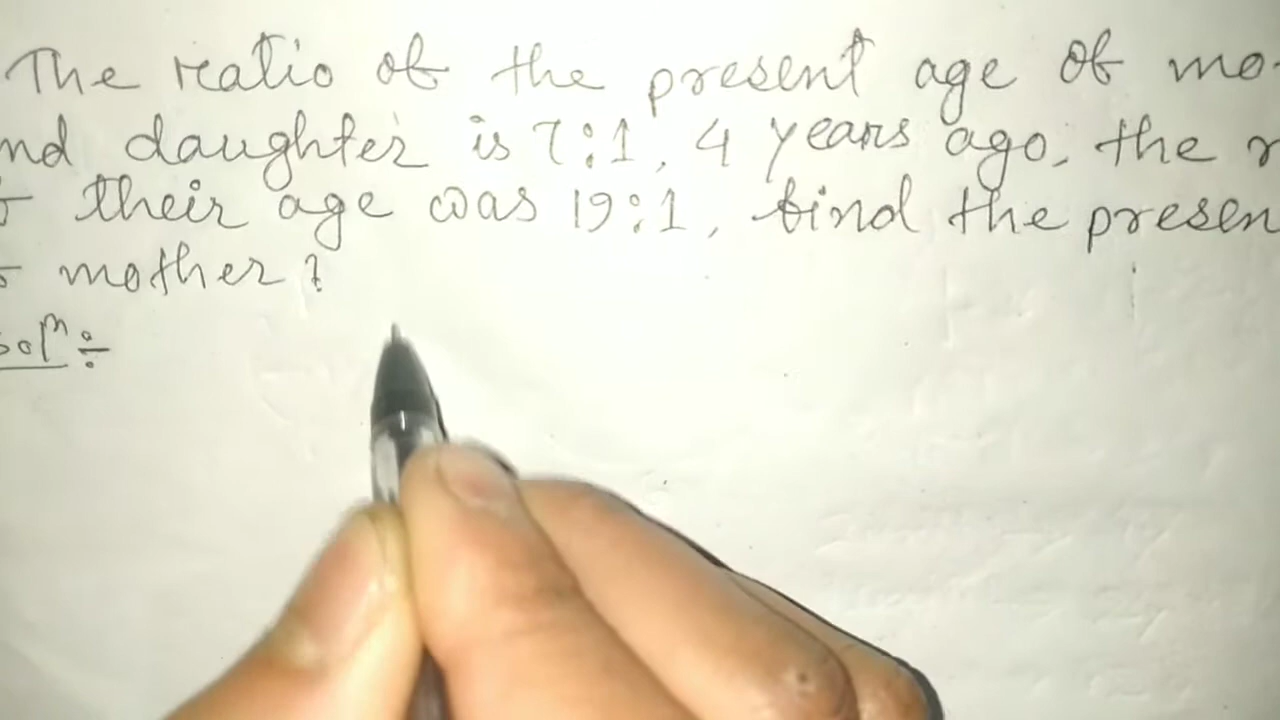 The ratio of the present age of mo-
nd daughter is 7:1, 4 years ago, the r
their age was 19:1, find the presen
mother?
Solⁿ÷